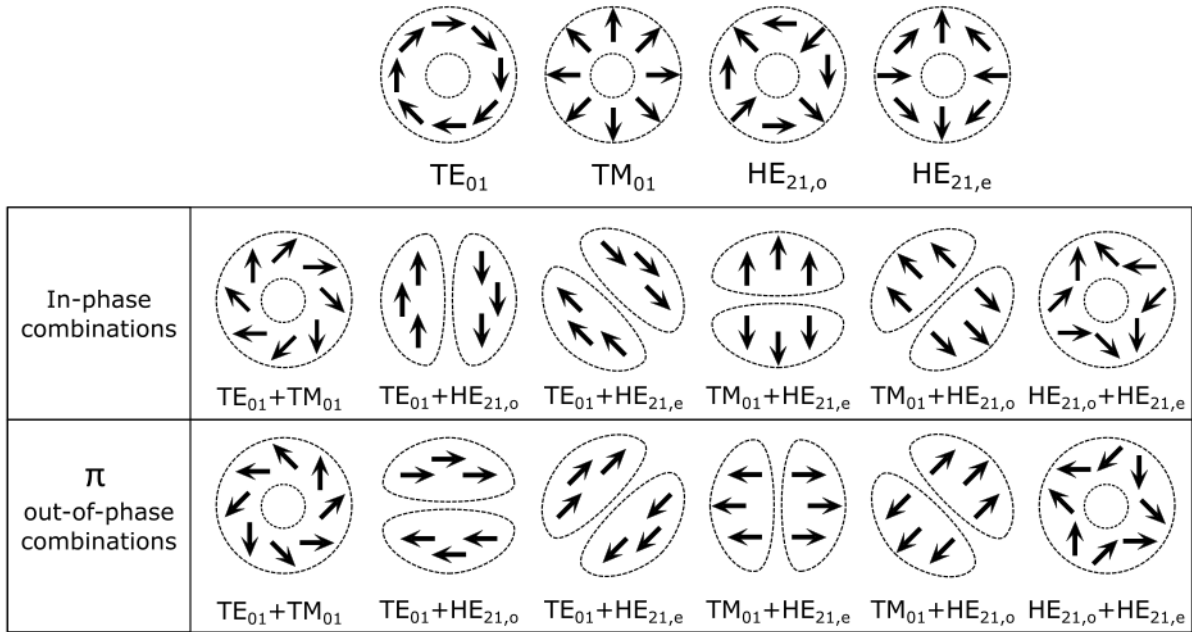 TE₀₁ TM₀₁ HE₂₁,ₒ HE₂₁,ₑ
In-phase
combinations
TE₀₁+TM₀₁ TE₀₁+HE₂₁,ₒ TE₀₁+HE₂₁,ₑ TM₀₁+HE₂₁,ₑ TM₀₁+HE₂₁,ₒ HE₂₁,ₒ+HE₂₁,ₑ
π
out-of-phase
combinations
TE₀₁+TM₀₁ TE₀₁+HE₂₁,ₒ TE₀₁+HE₂₁,ₑ TM₀₁+HE₂₁,ₑ TM₀₁+HE₂₁,ₒ HE₂₁,ₒ+HE₂₁,ₑ